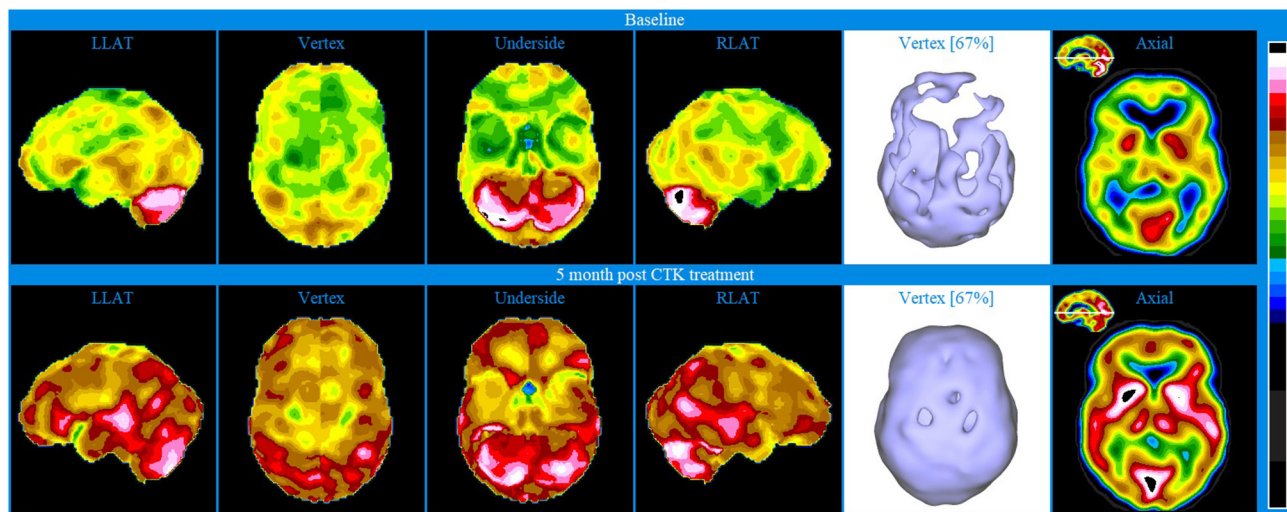 Baseline
LLAT Vertex Underside RLAT Vertex [67%] Axial
5 month post CTK treatment
LLAT Vertex Underside RLAT Vertex [67%] Axial